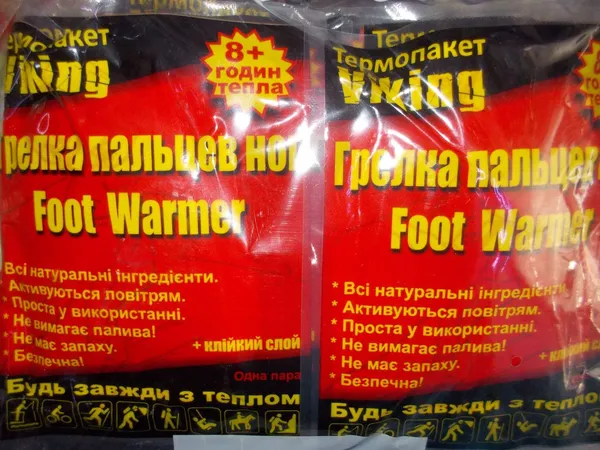 Термопакет
Viking
8+
годин
тепла
Грелка пальцев
Foot Warmer
Всі натуральні інгредієнти.
* Активуються повітрям.
* Проста у використанні.
* Не вимагає палива!
* Не має запаху.
* Безпечна!
+ клійкий слой
Одна пара
Будь завжди з теплом
Термопакет
Viking
Грелка пальцев
Foot Warmer
* Всі натуральні інгредієнти.
* Активуються повітрям.
* Проста у використанні.
* Не вимагає палива!
* Не має запаху.
* Безпечна!
+ клійкий
Будь завжди з теплом